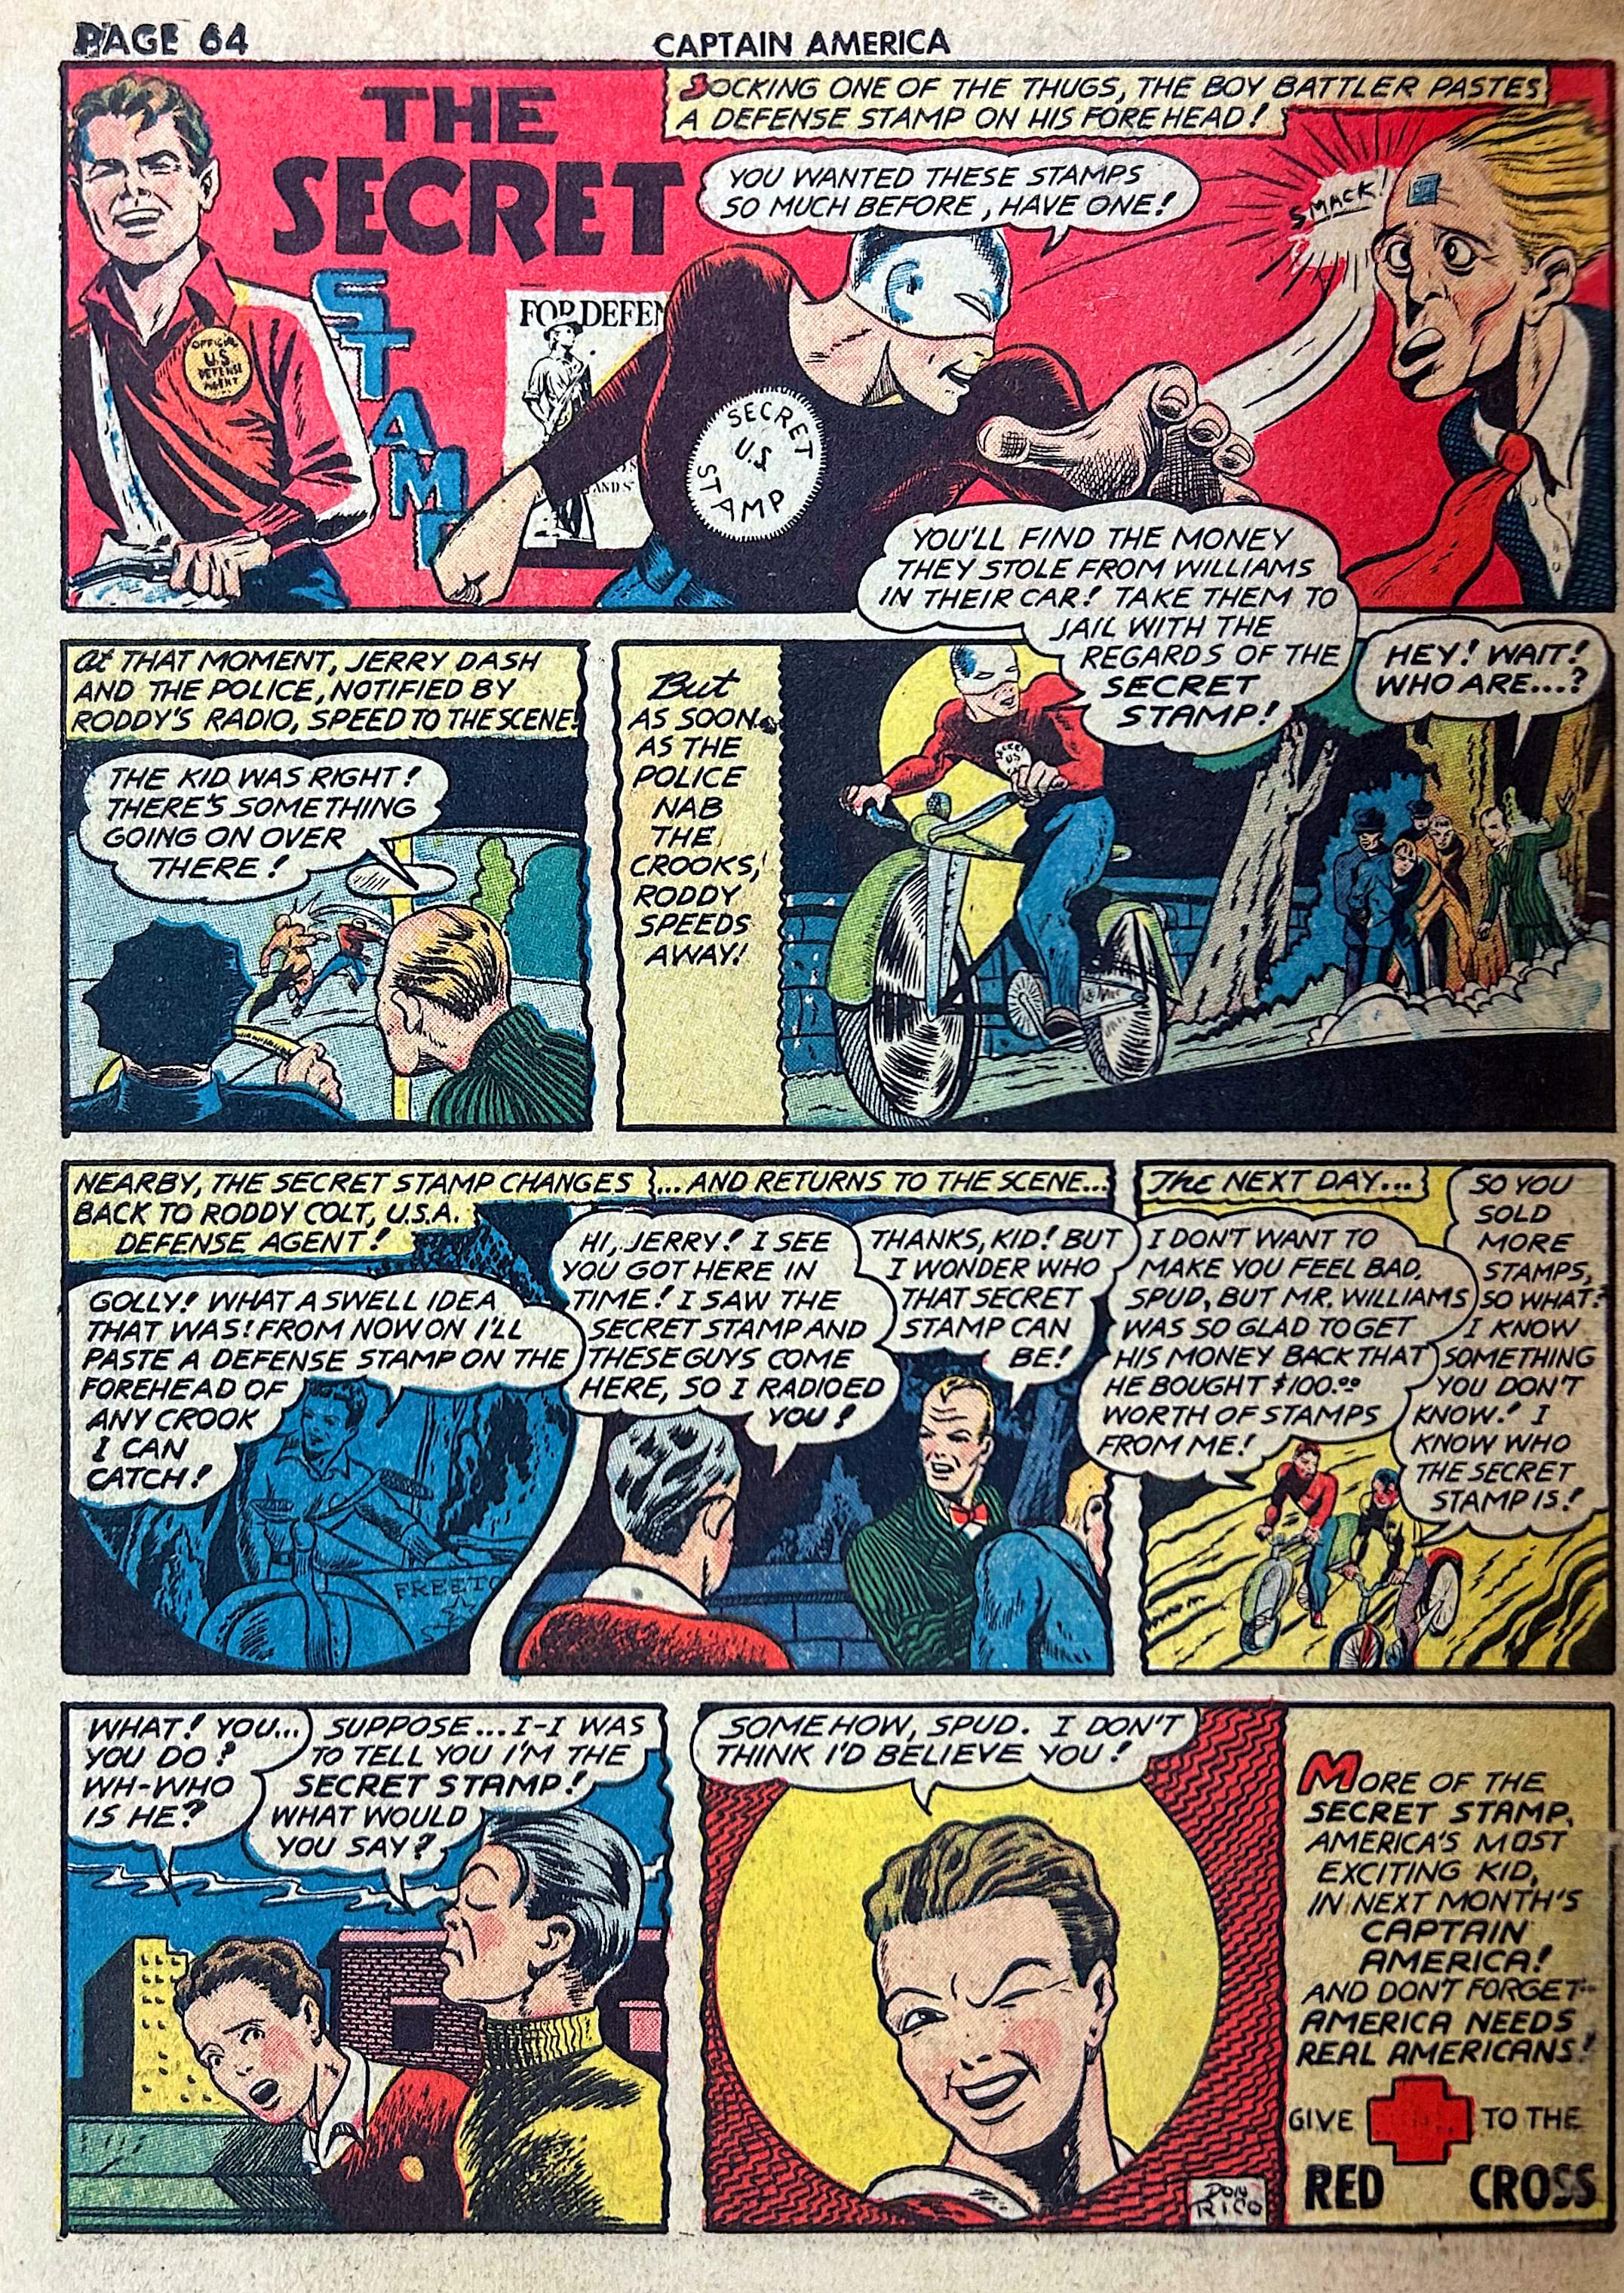 PAGE 64
CAPTAIN AMERICA
THE
SECRET
STAMP
SOCKING ONE OF THE THUGS, THE BOY BATTLER PASTES
A DEFENSE STAMP ON HIS FOREHEAD!
YOU WANTED THESE STAMPS
SO MUCH BEFORE, HAVE ONE!
SMACK!
OFFICIAL
U.S.
DEFENSE
AGENT
FOR DEFEN
SECRET
U.S
STAMP
YOU'LL FIND THE MONEY
THEY STOLE FROM WILLIAMS
IN THEIR CAR! TAKE THEM TO
JAIL WITH THE
REGARDS OF THE
SECRET
STAMP!
HEY! WAIT!
WHO ARE...?
At THAT MOMENT, JERRY DASH
AND THE POLICE, NOTIFIED BY
RODDY'S RADIO, SPEED TO THE SCENE!
THE KID WAS RIGHT!
THERE'S SOMETHING
GOING ON OVER
THERE!
But
AS SOON
AS THE
POLICE
NAB
THE
CROOKS,
RODDY
SPEEDS
AWAY!
NEARBY, THE SECRET STAMP CHANGES
BACK TO RODDY COLT, U.S.A.
DEFENSE AGENT!
GOLLY! WHAT A SWELL IDEA
THAT WAS! FROM NOW ON I'LL
PASTE A DEFENSE STAMP ON THE
FOREHEAD OF
ANY CROOK
I CAN
CATCH!
FREETO
...AND RETURNS TO THE SCENE...
HI, JERRY! I SEE
YOU GOT HERE IN
TIME! I SAW THE
SECRET STAMP AND
THESE GUYS COME
HERE, SO I RADIOED
YOU!
THANKS, KID! BUT
I WONDER WHO
THAT SECRET
STAMP CAN
BE!
The NEXT DAY...
I DON'T WANT TO
MAKE YOU FEEL BAD,
SPUD, BUT MR. WILLIAMS
WAS SO GLAD TO GET
HIS MONEY BACK THAT
HE BOUGHT $100.00
WORTH OF STAMPS
FROM ME!
SO YOU
SOLD
MORE
STAMPS,
SO WHAT?
I KNOW
SOMETHING
YOU DON'T
KNOW! I
KNOW WHO
THE SECRET
STAMP IS!
WHAT! YOU...
YOU DO?
WH-WHO
IS HE?
SUPPOSE...I-I WAS
TO TELL YOU I'M THE
SECRET STAMP!
WHAT WOULD
YOU SAY?
SOMEHOW, SPUD. I DON'T
THINK I'D BELIEVE YOU!
DON
RICO
MORE OF THE
SECRET STAMP,
AMERICA'S MOST
EXCITING KID,
IN NEXT MONTH'S
CAPTAIN
AMERICA!
AND DON'T FORGET--
AMERICA NEEDS
REAL AMERICANS!
GIVE TO THE
RED CROSS